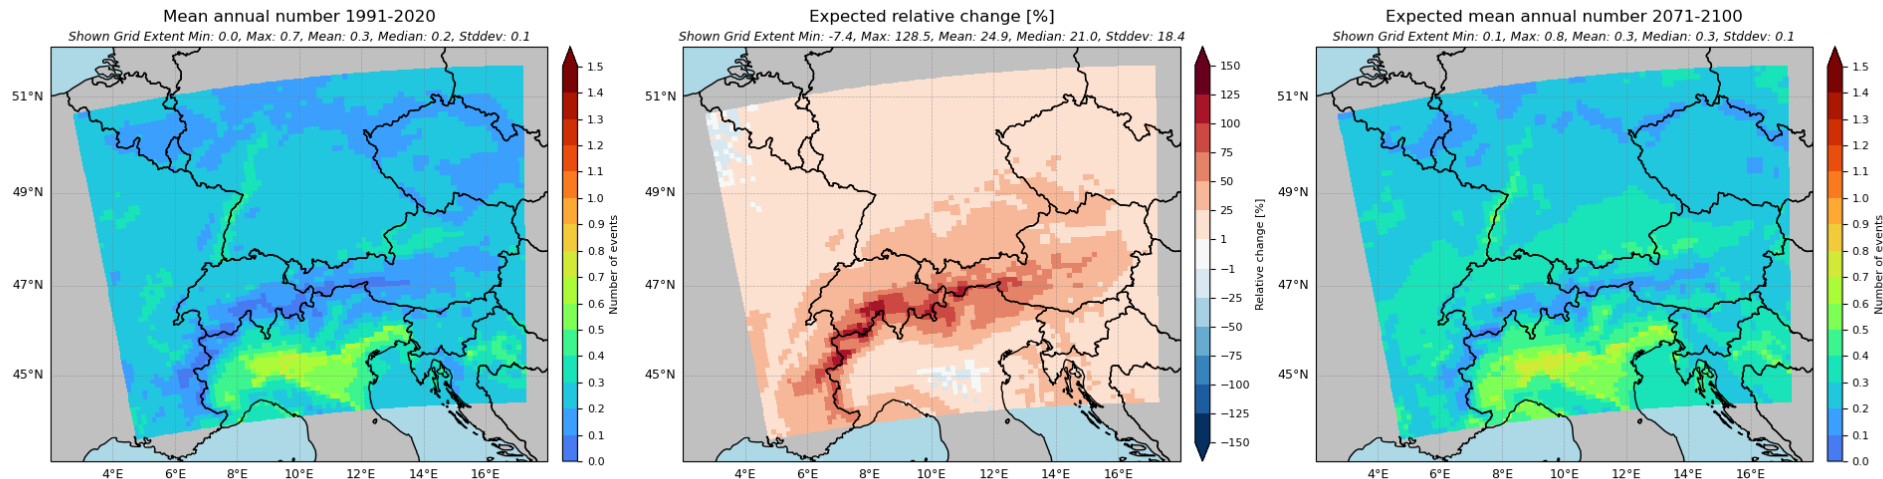 Mean annual number 1991-2020
Shown Grid Extent Min: 0.0, Max: 0.7, Mean: 0.3, Median: 0.2, Stddev: 0.1
51°N
49°N
47°N
45°N
4°E
6°E
8°E
10°E
12°E
14°E
16°E
1.5
1.4
1.3
1.2
1.1
1.0
0.9
0.8
0.7
0.6
0.5
0.4
0.3
0.2
0.1
0.0
Number of events
Expected relative change [%]
Shown Grid Extent Min: -7.4, Max: 128.5, Mean: 24.9, Median: 21.0, Stddev: 18.4
51°N
49°N
47°N
45°N
4°E
6°E
8°E
10°E
12°E
14°E
16°E
150
125
100
75
50
25
1
−1
−25
−50
−75
−100
−125
−150
Relative change [%]
Expected mean annual number 2071-2100
Shown Grid Extent Min: 0.1, Max: 0.8, Mean: 0.3, Median: 0.3, Stddev: 0.1
51°N
49°N
47°N
45°N
4°E
6°E
8°E
10°E
12°E
14°E
16°E
1.5
1.4
1.3
1.2
1.1
1.0
0.9
0.8
0.7
0.6
0.5
0.4
0.3
0.2
0.1
0.0
Number of events